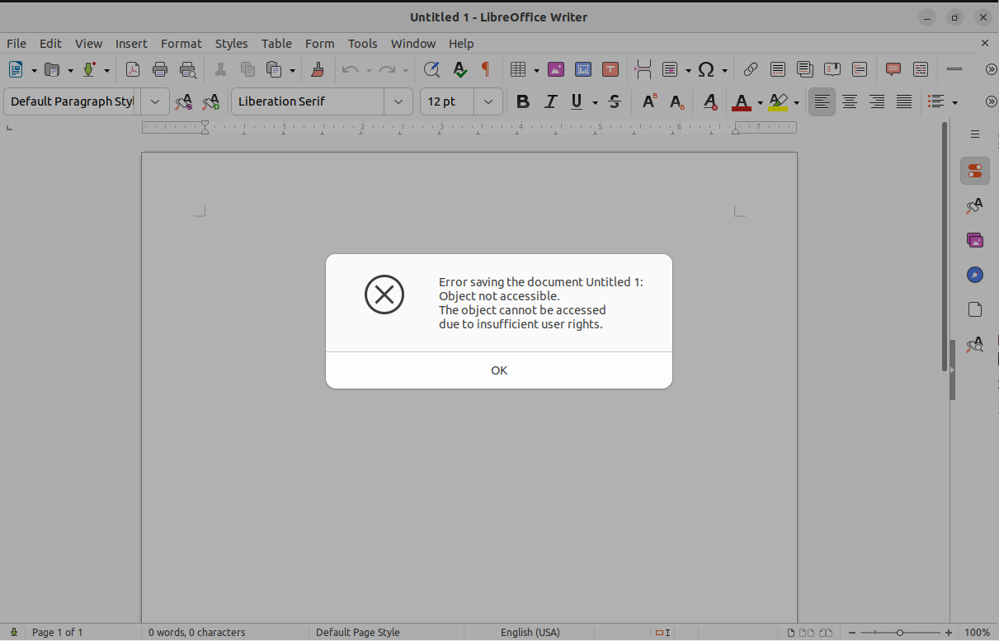 Untitled 1 - LibreOffice Writer
File Edit View Insert Format Styles Table Form Tools Window Help
Default Paragraph Styl Liberation Serif 12 pt
1 2 3 4 5 6 7
Error saving the document Untitled 1:
Object not accessible.
The object cannot be accessed
due to insufficient user rights.
OK
Page 1 of 1 0 words, 0 characters Default Page Style English (USA) 100%